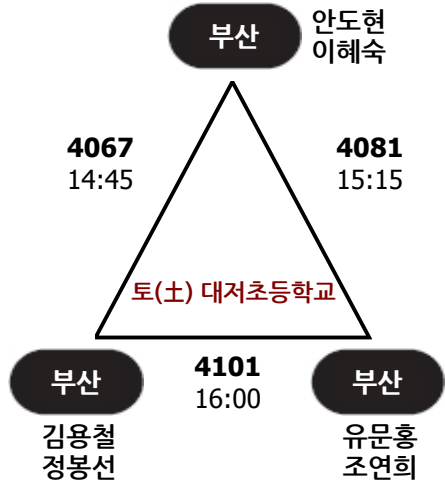 부산
안도현
이혜숙
4067
14:45
4081
15:15
토(土) 대저초등학교
부산
4101
16:00
부산
김용철
정봉선
유문홍
조연희